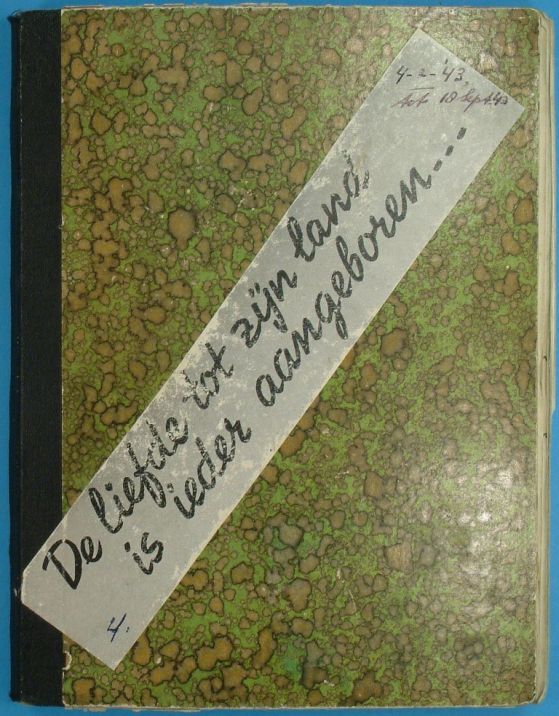 4-2-'43
tot 18 Sept. 43
De liefde tot zijn land
is ieder aangeboren...
4.